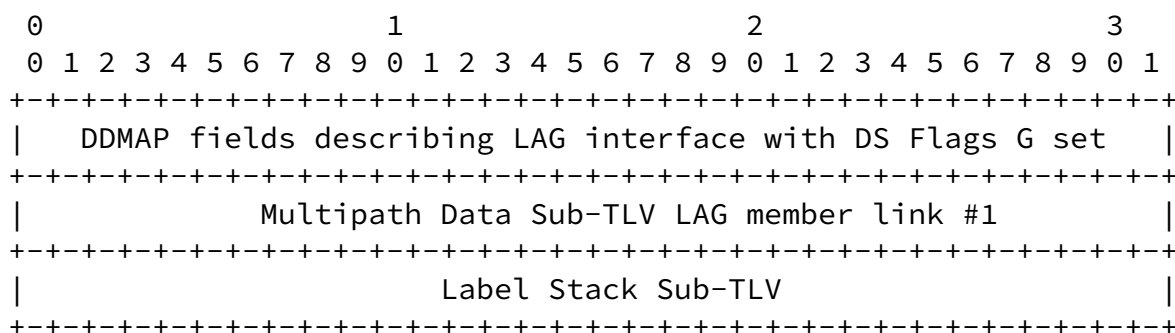 0                   1                   2                   3
 0 1 2 3 4 5 6 7 8 9 0 1 2 3 4 5 6 7 8 9 0 1 2 3 4 5 6 7 8 9 0 1
+-+-+-+-+-+-+-+-+-+-+-+-+-+-+-+-+-+-+-+-+-+-+-+-+-+-+-+-+-+-+-+-+
|   DDMAP fields describing LAG interface with DS Flags G set   |
+-+-+-+-+-+-+-+-+-+-+-+-+-+-+-+-+-+-+-+-+-+-+-+-+-+-+-+-+-+-+-+-+
|             Multipath Data Sub-TLV LAG member link #1         |
+-+-+-+-+-+-+-+-+-+-+-+-+-+-+-+-+-+-+-+-+-+-+-+-+-+-+-+-+-+-+-+-+
|                       Label Stack Sub-TLV                     |
+-+-+-+-+-+-+-+-+-+-+-+-+-+-+-+-+-+-+-+-+-+-+-+-+-+-+-+-+-+-+-+-+